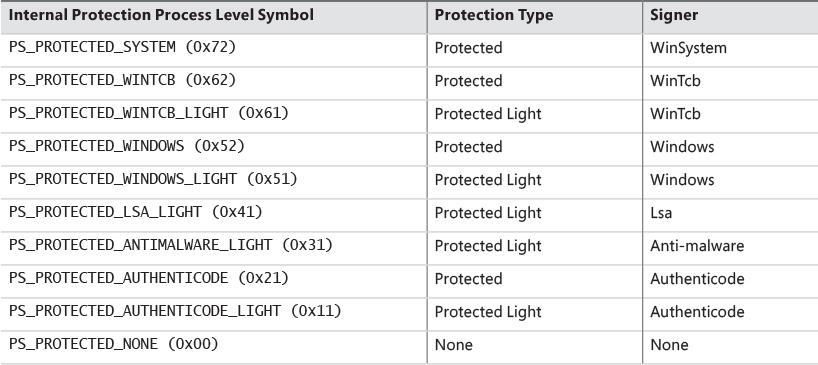 Internal Protection Process Level Symbol Protection Type Signer
PS_PROTECTED_SYSTEM (0x72) Protected WinSystem
PS_PROTECTED_WINTCB (0x62) Protected WinTcb
PS_PROTECTED_WINTCB_LIGHT (0x61) Protected Light WinTcb
PS_PROTECTED_WINDOWS (0x52) Protected Windows
PS_PROTECTED_WINDOWS_LIGHT (0x51) Protected Light Windows
PS_PROTECTED_LSA_LIGHT (0x41) Protected Light Lsa
PS_PROTECTED_ANTIMALWARE_LIGHT (0x31) Protected Light Anti-malware
PS_PROTECTED_AUTHENTICODE (0x21) Protected Authenticode
PS_PROTECTED_AUTHENTICODE_LIGHT (0x11) Protected Light Authenticode
PS_PROTECTED_NONE (0x00) None None